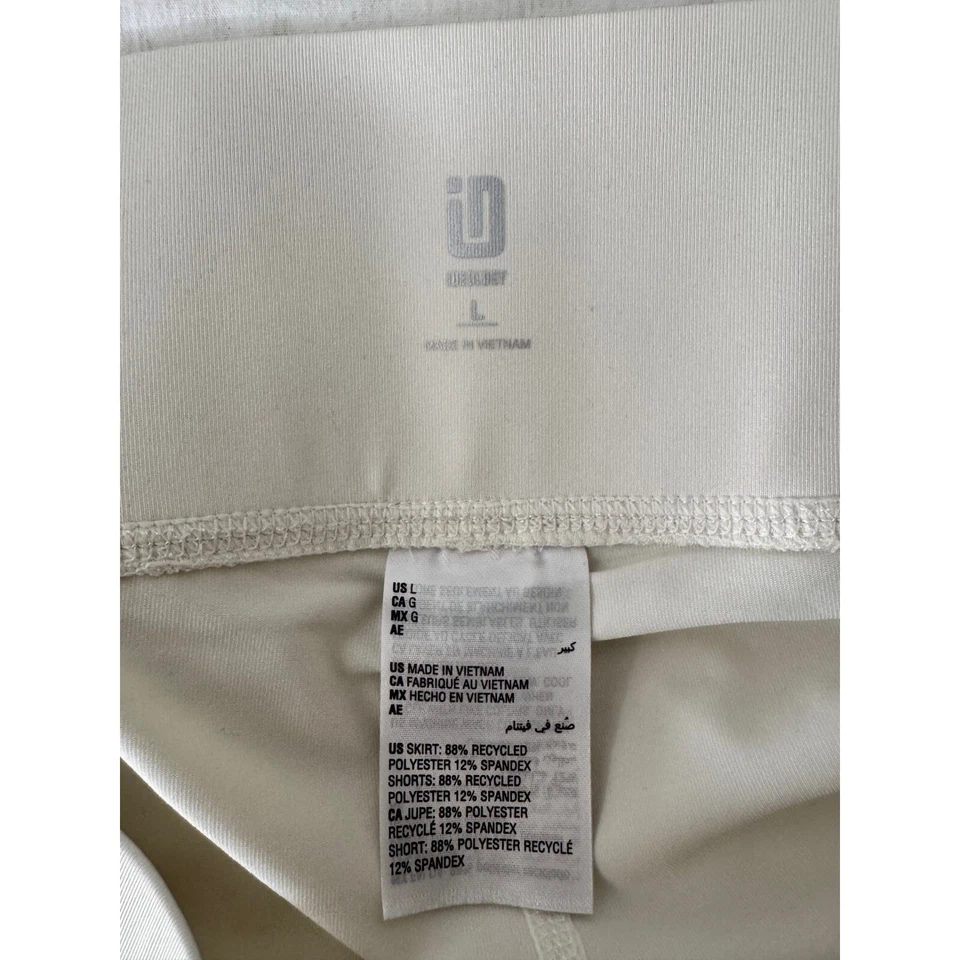 L
MADE IN VIETNAM
US L
CA G
MX G
AE
كبير
US MADE IN VIETNAM
CA FABRIQUÉ AU VIETNAM
MX HECHO EN VIETNAM
AE
صُنع في فيتنام
US SKIRT: 88% RECYCLED
POLYESTER 12% SPANDEX
SHORTS: 88% RECYCLED
POLYESTER 12% SPANDEX
CA JUPE: 88% POLYESTER
RECYCLÉ 12% SPANDEX
SHORT: 88% POLYESTER RECYCLÉ
12% SPANDEX